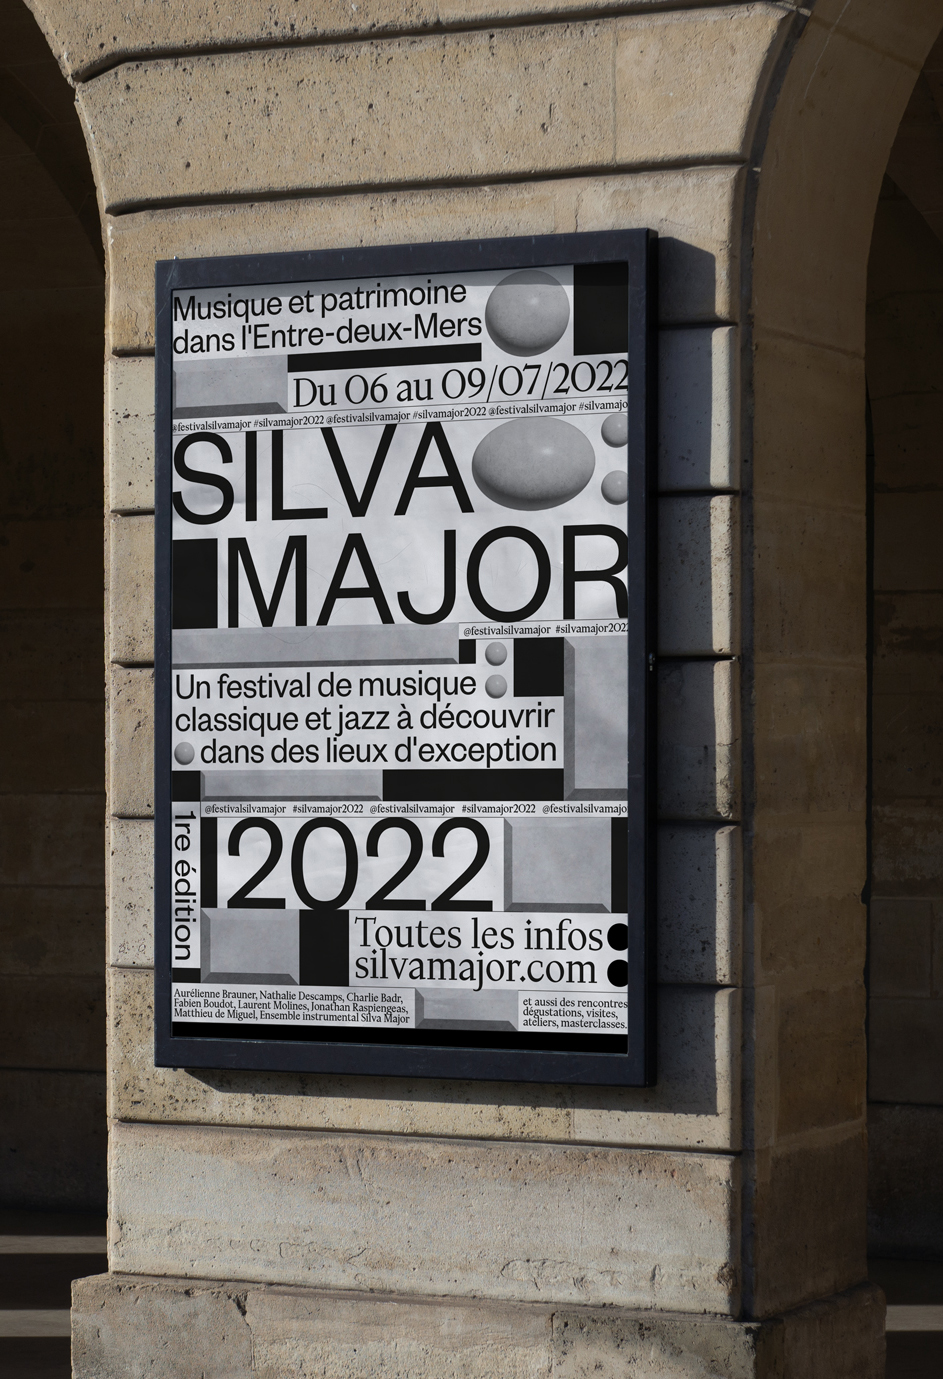 Musique et patrimoine
dans l'Entre-deux-Mers
Du 06 au 09/07/2022
@festivalsilvamajor #silvamajor2022 @festivalsilvamajor #silvamajor2022 @festivalsilvamajor #silvamajo
SILVA
MAJOR
@festivalsilvamajor #silvamajor2022
Un festival de musique
classique et jazz à découvrir
dans des lieux d'exception
@festivalsilvamajor #silvamajor2022 @festivalsilvamajor #silvamajor2022 @festivalsilvamajo
1re édition
2022
Toutes les infos
silvamajor.com
Aurélienne Brauner, Nathalie Descamps, Charlie Badr,
Fabien Boudot, Laurent Molines, Jonathan Raspiengeas,
Matthieu de Miguel, Ensemble instrumental Silva Major
et aussi des rencontres
dégustations, visites,
ateliers, masterclasses.